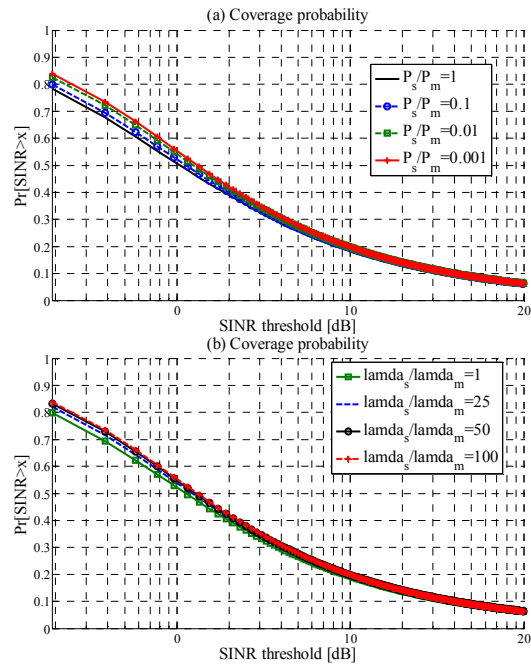 (a) Coverage probability
1
0.9
0.8
0.7
0.6
0.5
0.4
0.3
0.2
0.1
0
Pr[SINR>x]
P_s/P_m=1
P_s/P_m=0.1
P_s/P_m=0.01
P_s/P_m=0.001
0 10 20
SINR threshold [dB]
(b) Coverage probability
1
0.9
0.8
0.7
0.6
0.5
0.4
0.3
0.2
0.1
0
Pr[SINR>x]
lamda_s/lamda_m=1
lamda_s/lamda_m=25
lamda_s/lamda_m=50
lamda_s/lamda_m=100
0 10 20
SINR threshold [dB]